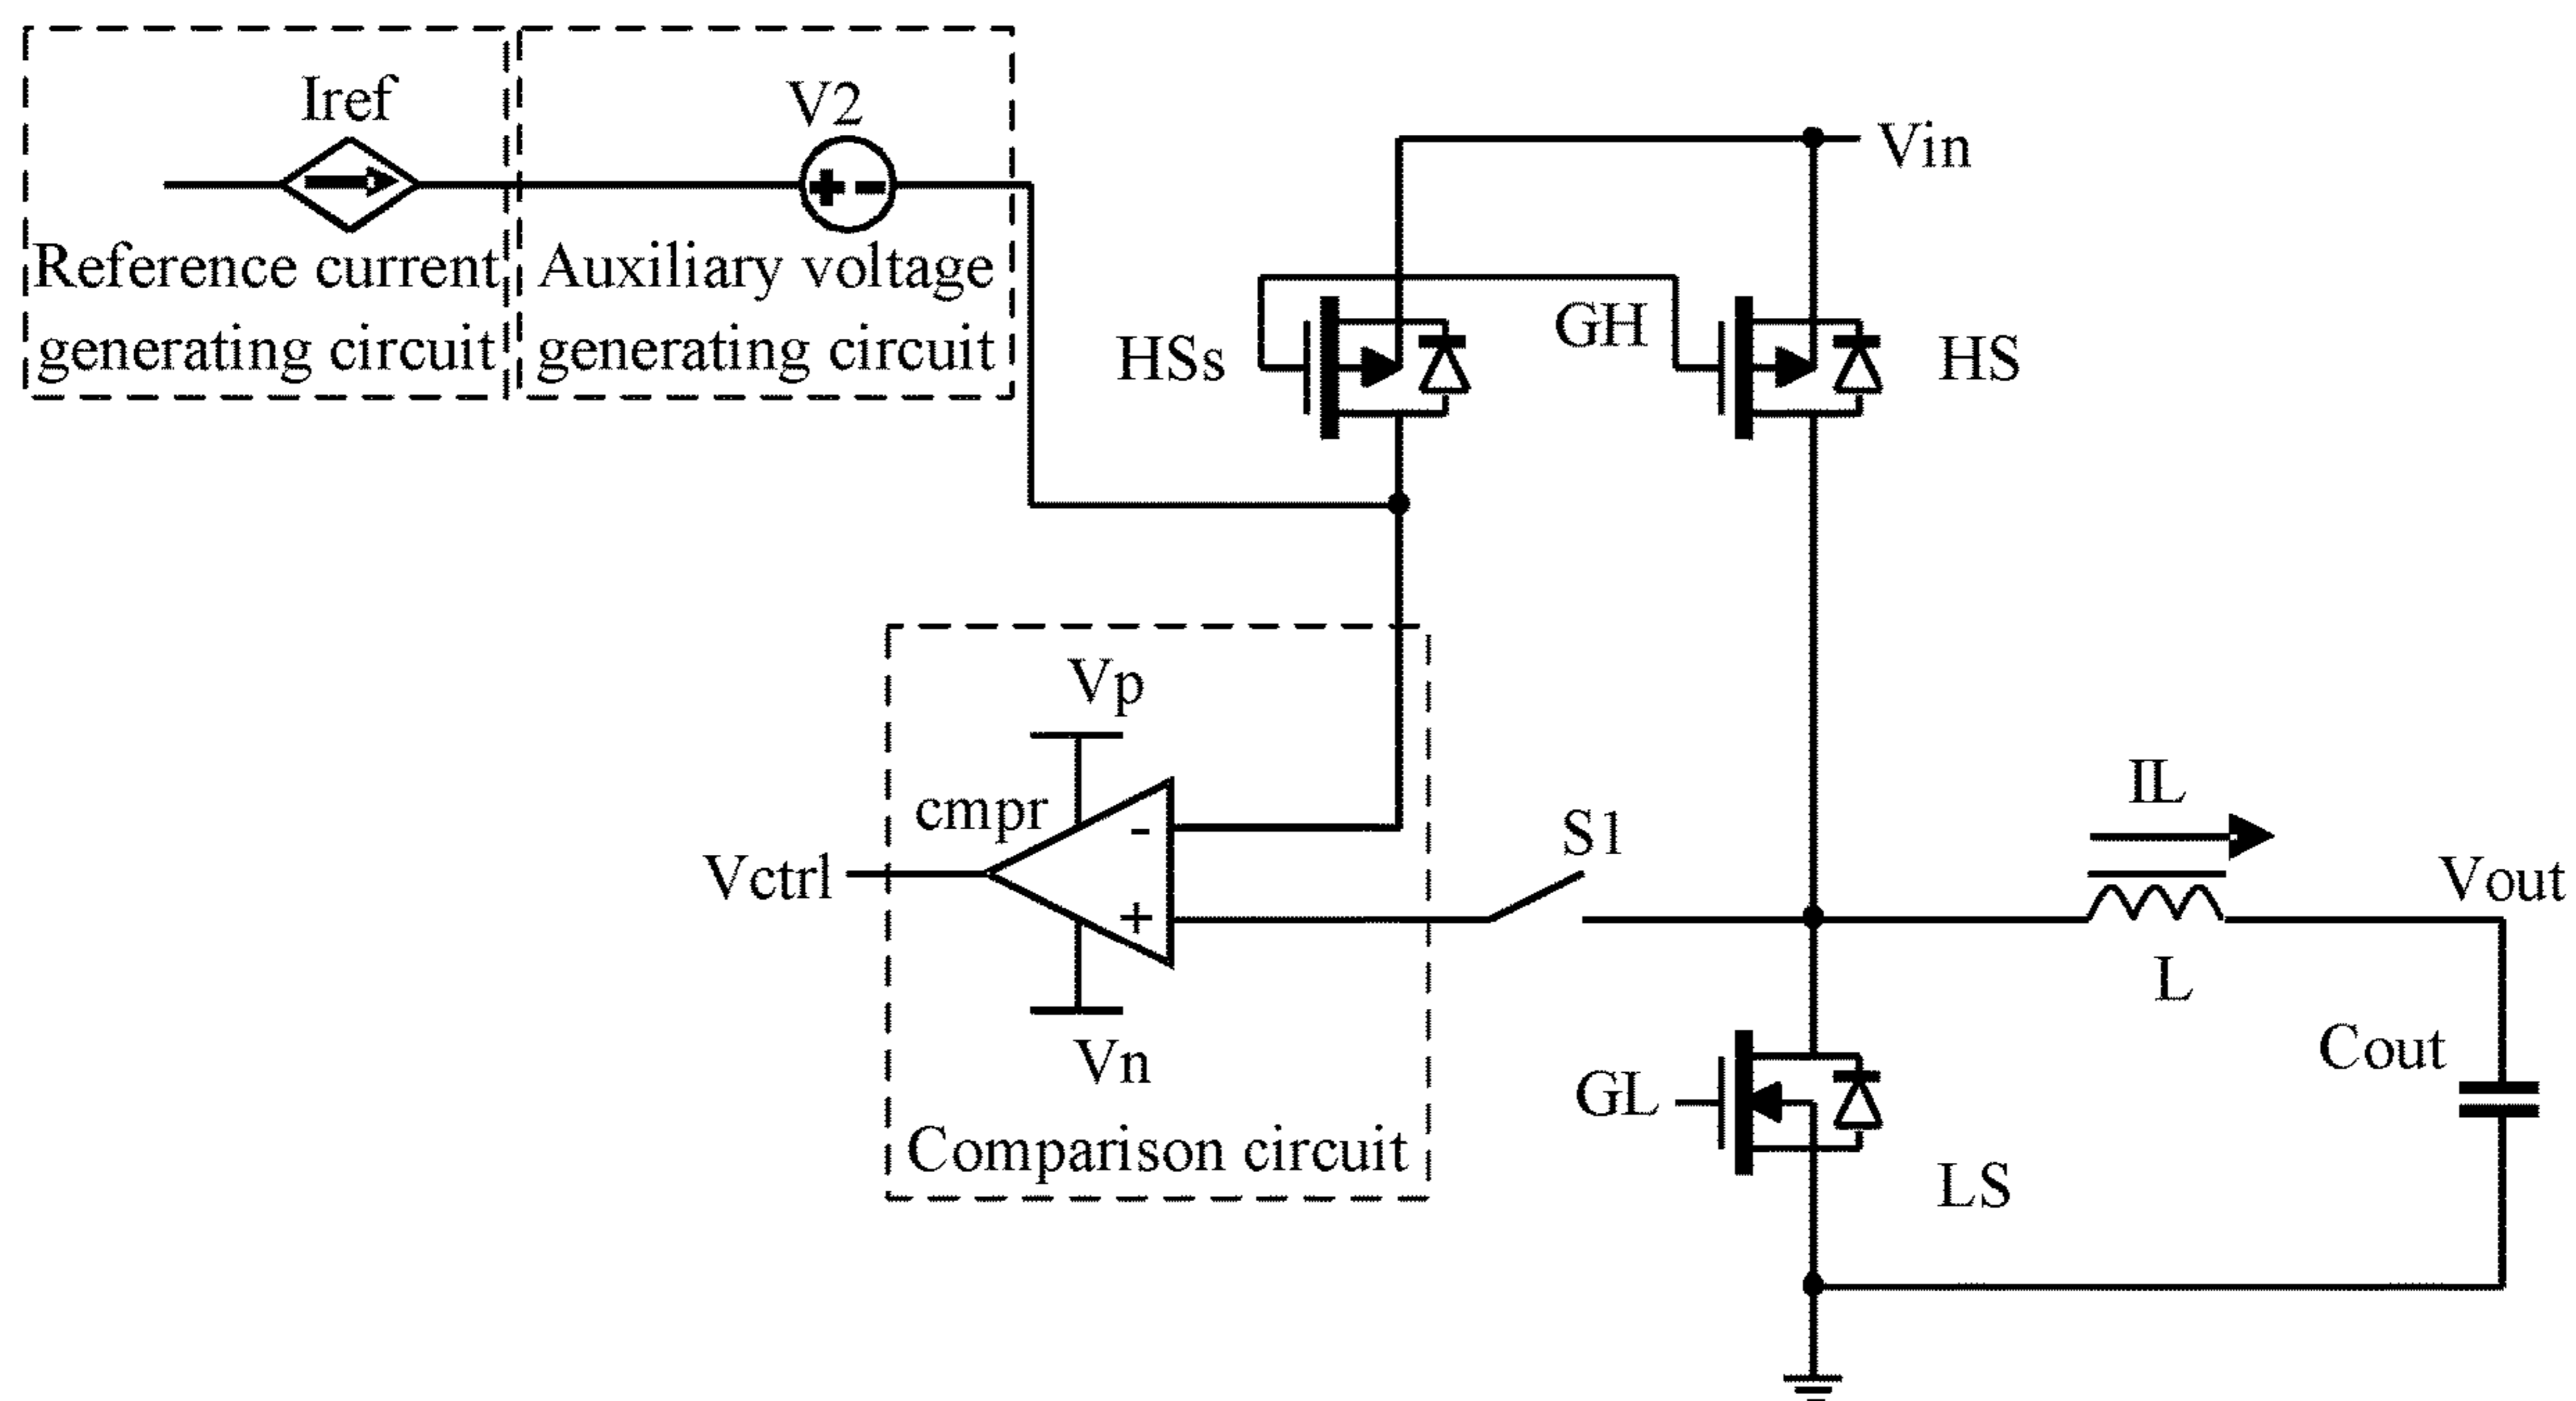 Iref
Reference current
generating circuit
V2
+ -
Auxiliary voltage
generating circuit
Vin
HSs
GH
HS
Vp
cmpr
-
Vctrl
+
Vn
Comparison circuit
S1
IL
Vout
L
Cout
GL
LS